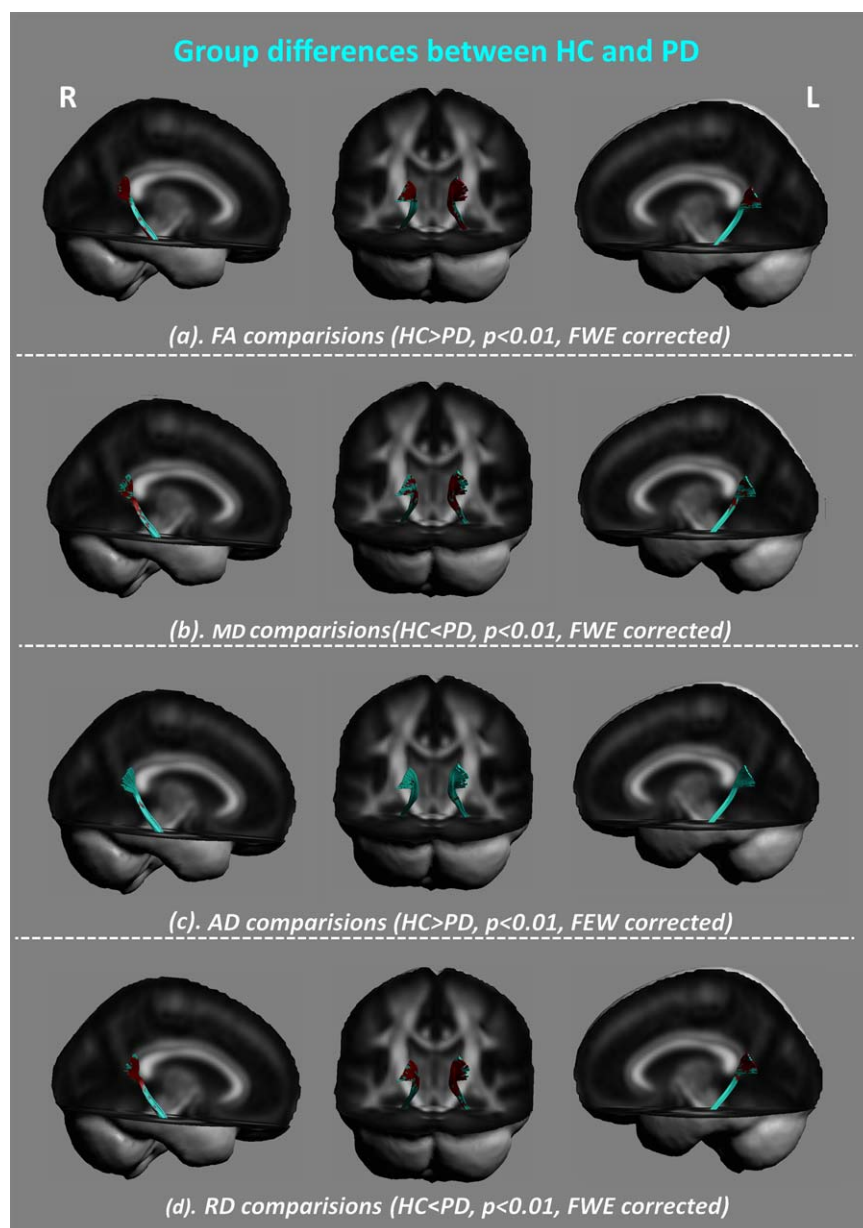 Group differences between HC and PD
R L
(a). FA comparisions (HC>PD, p<0.01, FWE corrected)
(b). MD comparisions(HC<PD, p<0.01, FWE corrected)
(c). AD comparisions (HC>PD, p<0.01, FEW corrected)
(d). RD comparisions (HC<PD, p<0.01, FWE corrected)